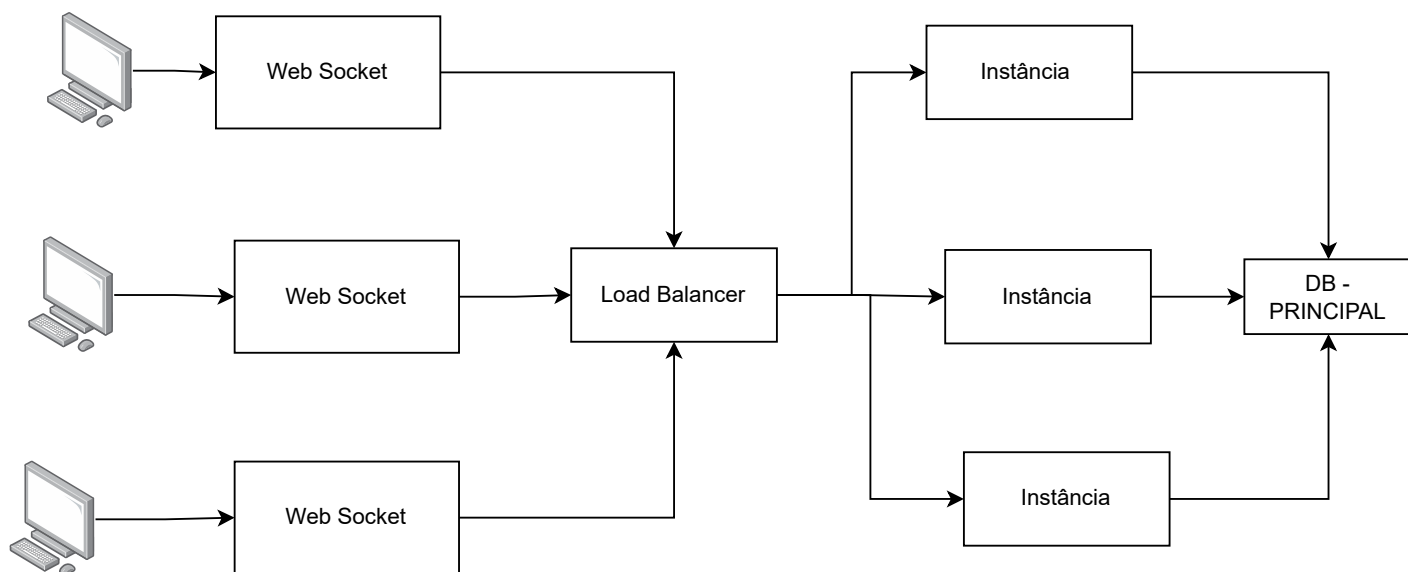 Web Socket
Instância
Web Socket
Load Balancer
Instância
DB -
PRINCIPAL
Web Socket
Instância